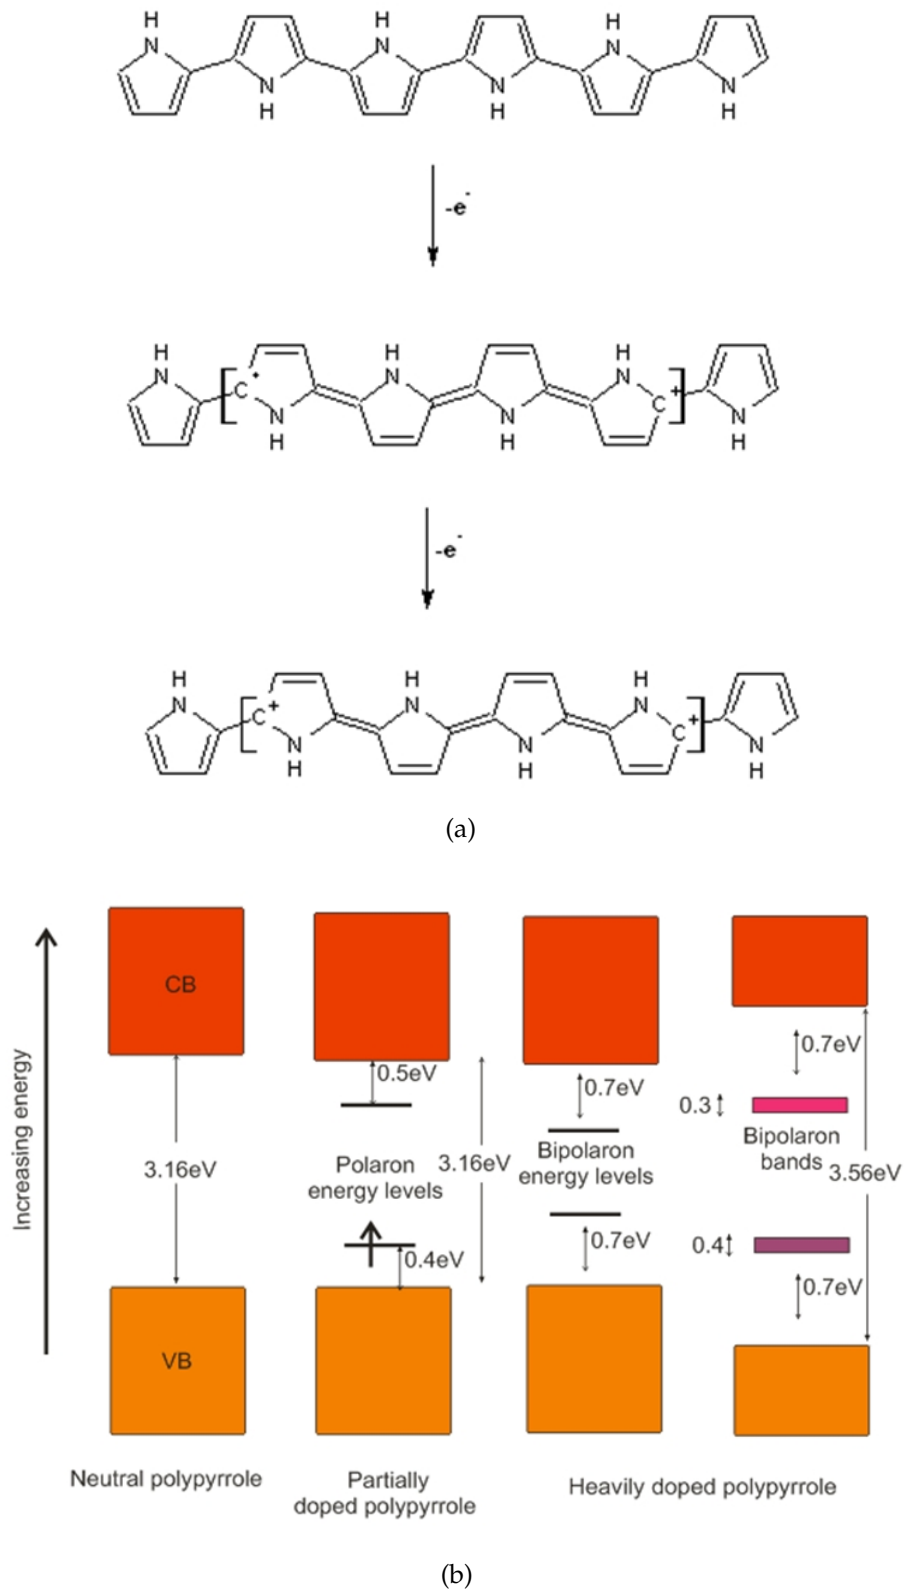 H
N
N
H
H
N
N
H
H
N
N
H
-e-
H
N
C•
N
H
H
N
N
H
H
N
C
+
N
H
-e-
H
N
C+
N
H
H
N
N
H
H
N
C
+
N
H
(a)
Increasing energy
CB
3.16eV
VB
Neutral polypyrrole
0.5eV
Polaron
energy levels
0.4eV
3.16eV
Partially
doped polypyrrole
0.7eV
Bipolaron
energy levels
0.7eV
0.7eV
0.3
Bipolaron
bands
3.56eV
0.4
0.7eV
Heavily doped polypyrrole
(b)